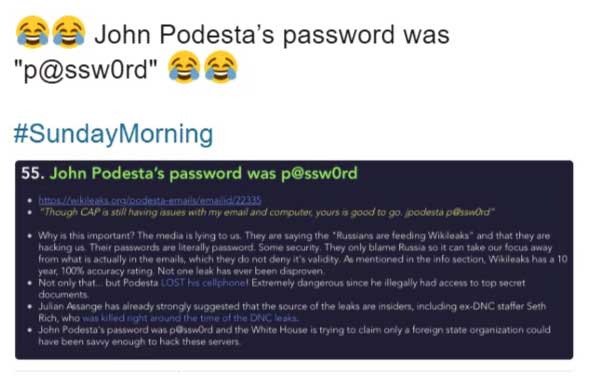 😂😂 John Podesta’s password was
"p@ssw0rd" 😂😂
#SundayMorning
55. John Podesta’s password was p@ssw0rd
• https://wikileaks.org/podesta-emails/emailid/22335
• "Though CAP is still having issues with my email and computer, yours is good to go. jpodesta p@ssw0rd"
• Why is this important? The media is lying to us. They are saying the "Russians are feeding Wikileaks" and that they are
hacking us. Their passwords are literally password. Some security. They only blame Russia so it can take our focus away
from what is actually in the emails, which they do not deny it's validity. As mentioned in the info section, Wikileaks has a 10
year, 100% accuracy rating. Not one leak has ever been disproven.
• Not only that... but Podesta LOST his cellphone! Extremely dangerous since he illegally had access to top secret
documents.
• Julian Assange has already strongly suggested that the source of the leaks are insiders, including ex-DNC staffer Seth
Rich, who was killed right around the time of the DNC leaks.
• John Podesta's password was p@ssw0rd and the White House is trying to claim only a foreign state organization could
have been savvy enough to hack these servers.